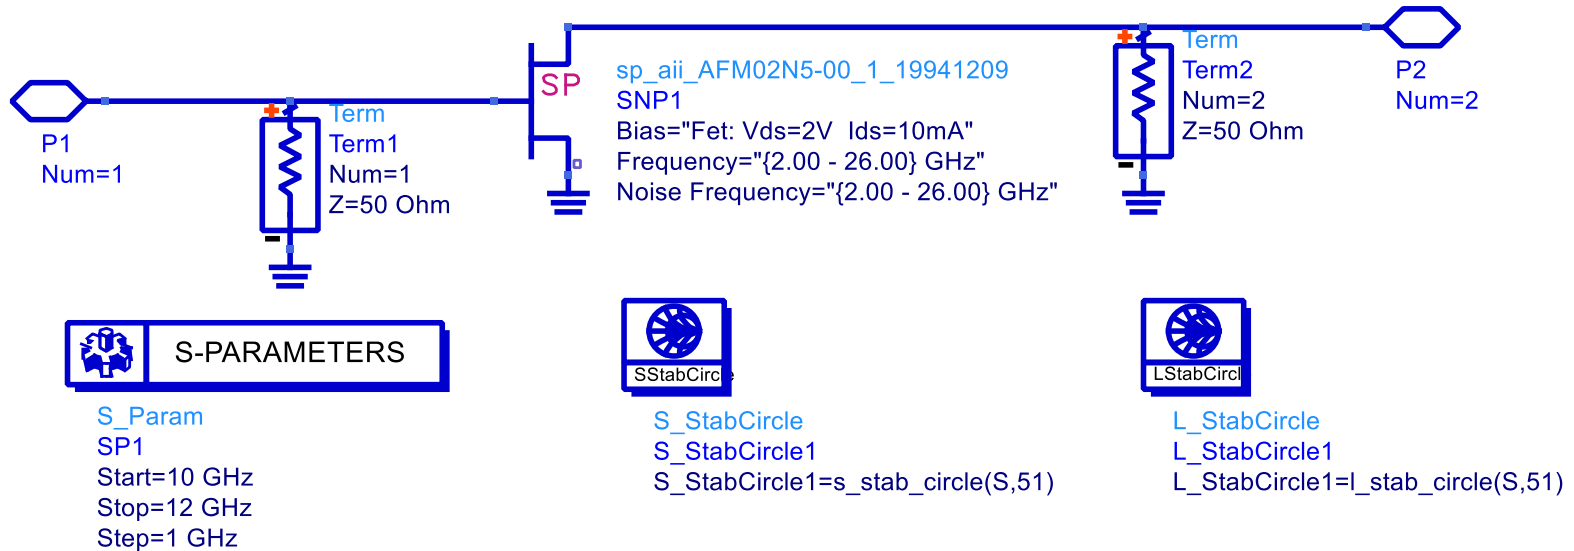 Term
Term1
Num=1
Z=50 Ohm
P1
Num=1
SP
sp_aii_AFM02N5-00_1_19941209
SNP1
Bias="Fet: Vds=2V  Ids=10mA"
Frequency="{2.00 - 26.00} GHz"
Noise Frequency="{2.00 - 26.00} GHz"
Term
Term2
Num=2
Z=50 Ohm
P2
Num=2
S-PARAMETERS
S_Param
SP1
Start=10 GHz
Stop=12 GHz
Step=1 GHz
SStabCircle
S_StabCircle
S_StabCircle1
S_StabCircle1=s_stab_circle(S,51)
LStabCircl
L_StabCircle
L_StabCircle1
L_StabCircle1=l_stab_circle(S,51)